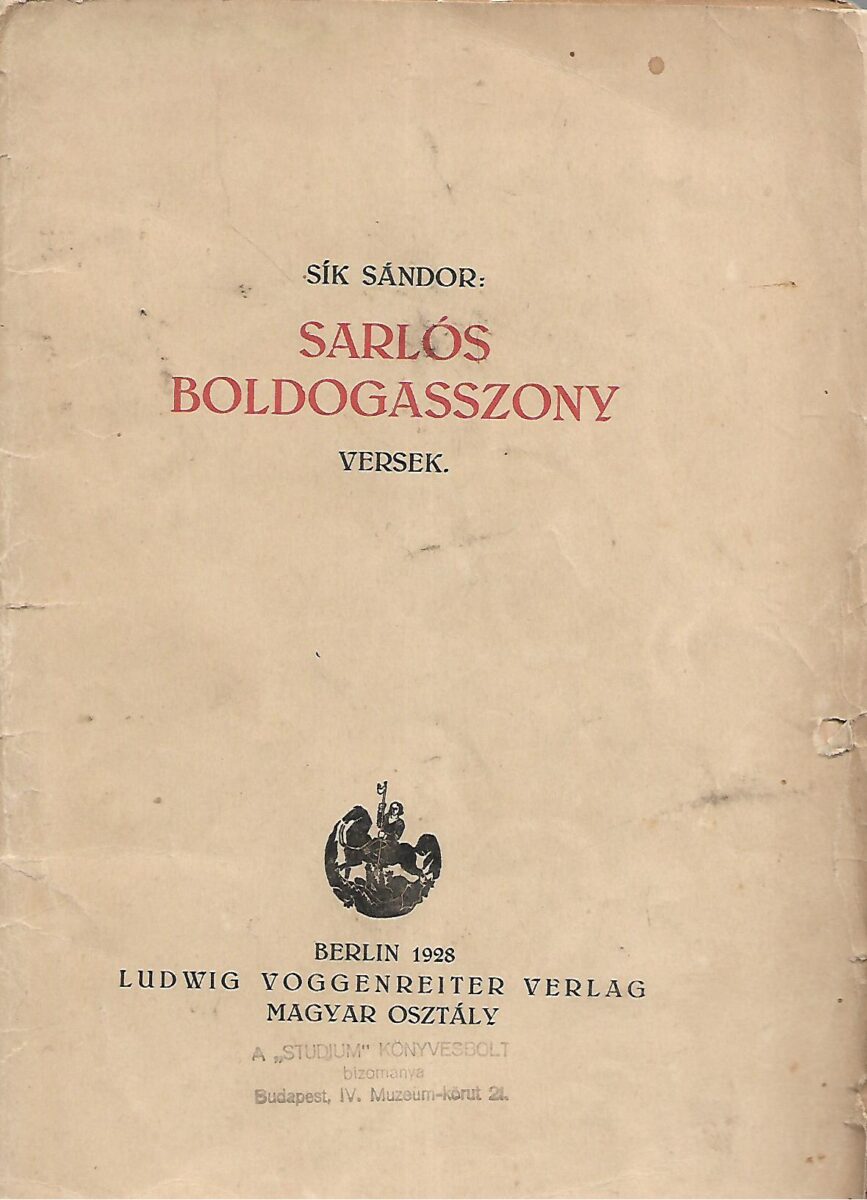 SÍK SÁNDOR:
SARLÓS
BOLDOGASSZONY
VERSEK.
BERLIN 1928
LUDWIG VOGGENREITER VERLAG
MAGYAR OSZTÁLY
A „STUDJUM" KÖNYVESBOLT
bizománya
Budapest, IV. Muzeum-körut 21.